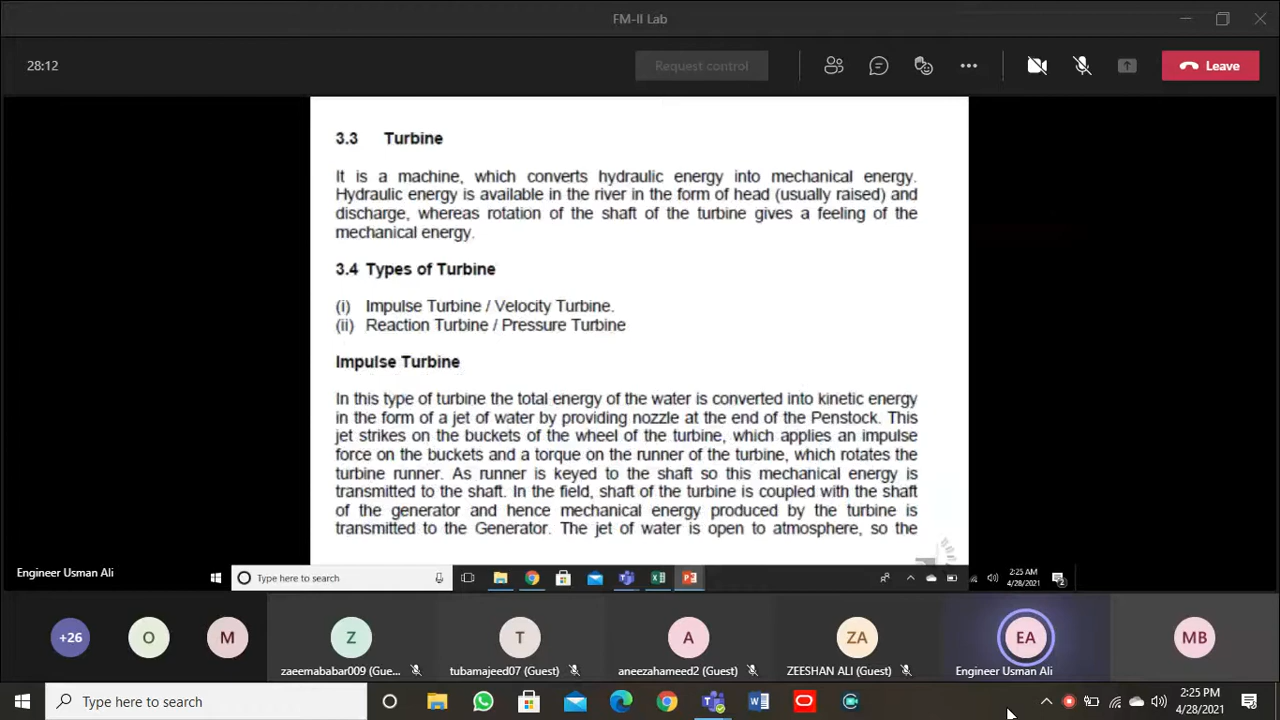 FM-II Lab
28:12
Request control
Leave
3.3 Turbine
It is a machine, which converts hydraulic energy into mechanical energy.
Hydraulic energy is available in the river in the form of head (usually raised) and
discharge, whereas rotation of the shaft of the turbine gives a feeling of the
mechanical energy.
3.4 Types of Turbine
(i) Impulse Turbine / Velocity Turbine.
(ii) Reaction Turbine / Pressure Turbine
Impulse Turbine
In this type of turbine the total energy of the water is converted into kinetic energy
in the form of a jet of water by providing nozzle at the end of the Penstock. This
jet strikes on the buckets of the wheel of the turbine, which applies an impulse
force on the buckets and a torque on the runner of the turbine, which rotates the
turbine runner. As runner is keyed to the shaft so this mechanical energy is
transmitted to the shaft. In the field, shaft of the turbine is coupled with the shaft
of the generator and hence mechanical energy produced by the turbine is
transmitted to the Generator. The jet of water is open to atmosphere, so the
Engineer Usman Ali
Type here to search
2:25 AM
4/28/2021
+26
O
M
Z
T
A
ZA
EA
MB
zaeemababar009 (Gue...
tubamajeed07 (Guest)
aneezahameed2 (Guest)
ZEESHAN ALI (Guest)
Engineer Usman Ali
Type here to search
2:25 PM
4/28/2021